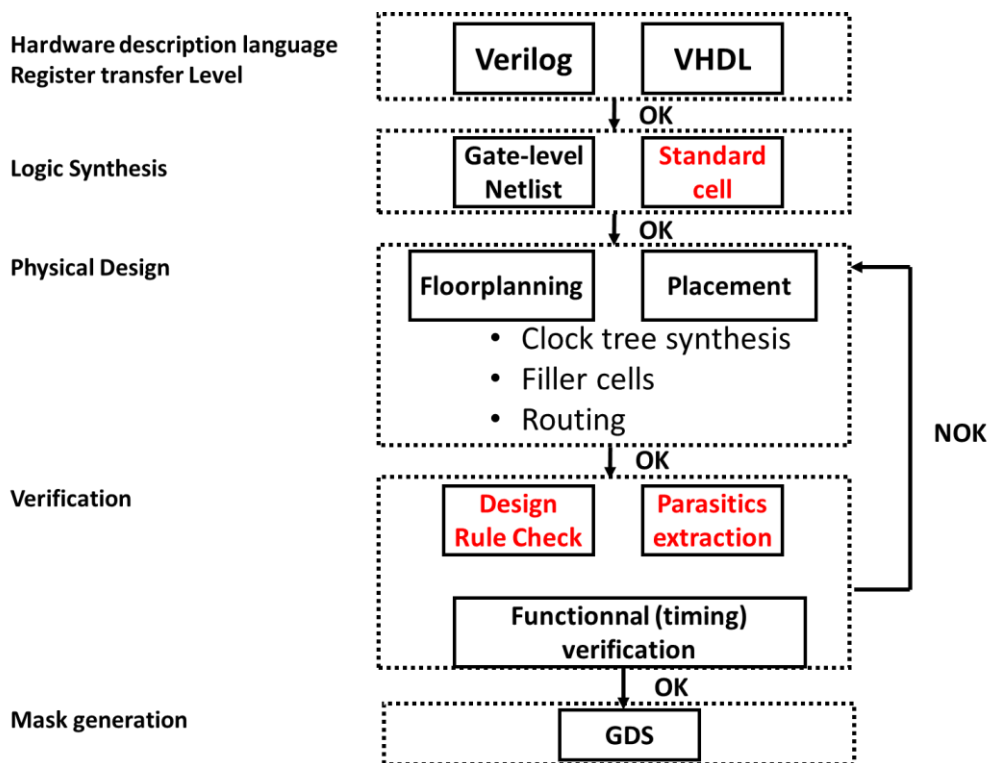 Hardware description language
Register transfer Level
Verilog
VHDL
OK
Logic Synthesis
Gate-level
Netlist
Standard
cell
OK
Physical Design
Floorplanning
Placement
• Clock tree synthesis
• Filler cells
• Routing
NOK
OK
Verification
Design
Rule Check
Parasitics
extraction
Functionnal (timing)
verification
OK
Mask generation
GDS